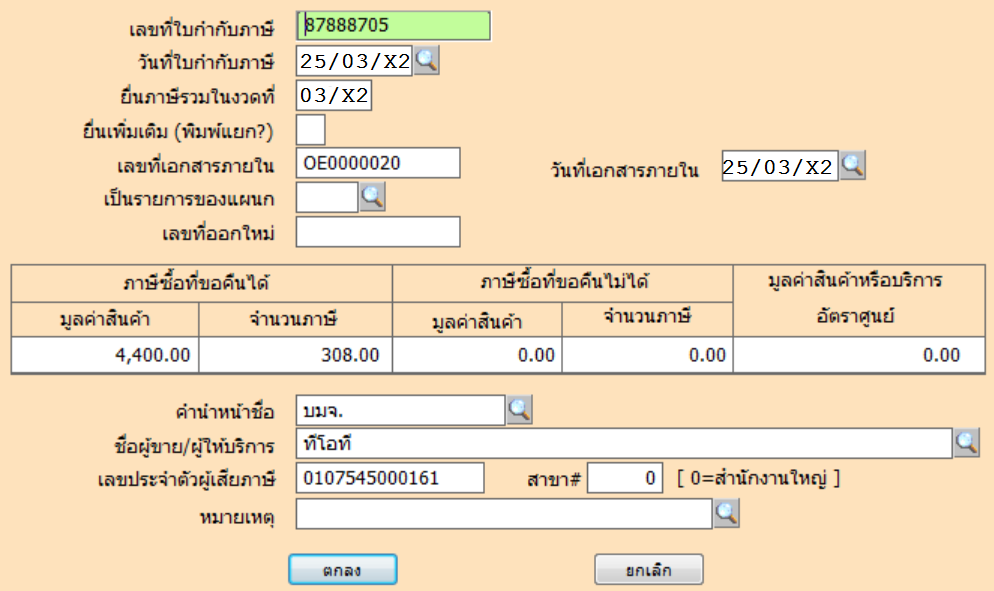 เลขที่ใบกำกับภาษี 87888705
วันที่ใบกำกับภาษี 25/03/X2
ยื่นภาษีรวมในงวดที่ 03/X2
ยื่นเพิ่มเติม (พิมพ์แยก?)
เลขที่เอกสารภายใน OE0000020 วันที่เอกสารภายใน 25/03/X2
เป็นรายการของแผนก
เลขที่ออกใหม่
ภาษีซื้อที่ขอคืนได้ ภาษีซื้อที่ขอคืนไม่ได้ มูลค่าสินค้าหรือบริการ
มูลค่าสินค้า จำนวนภาษี มูลค่าสินค้า จำนวนภาษี อัตราศูนย์
4,400.00 308.00 0.00 0.00 0.00
คำนำหน้าชื่อ บมจ.
ชื่อผู้ขาย/ผู้ให้บริการ ทีโอที
เลขประจำตัวผู้เสียภาษี 0107545000161 สาขา# 0 [ 0=สำนักงานใหญ่ ]
หมายเหตุ
ตกลง ยกเลิก